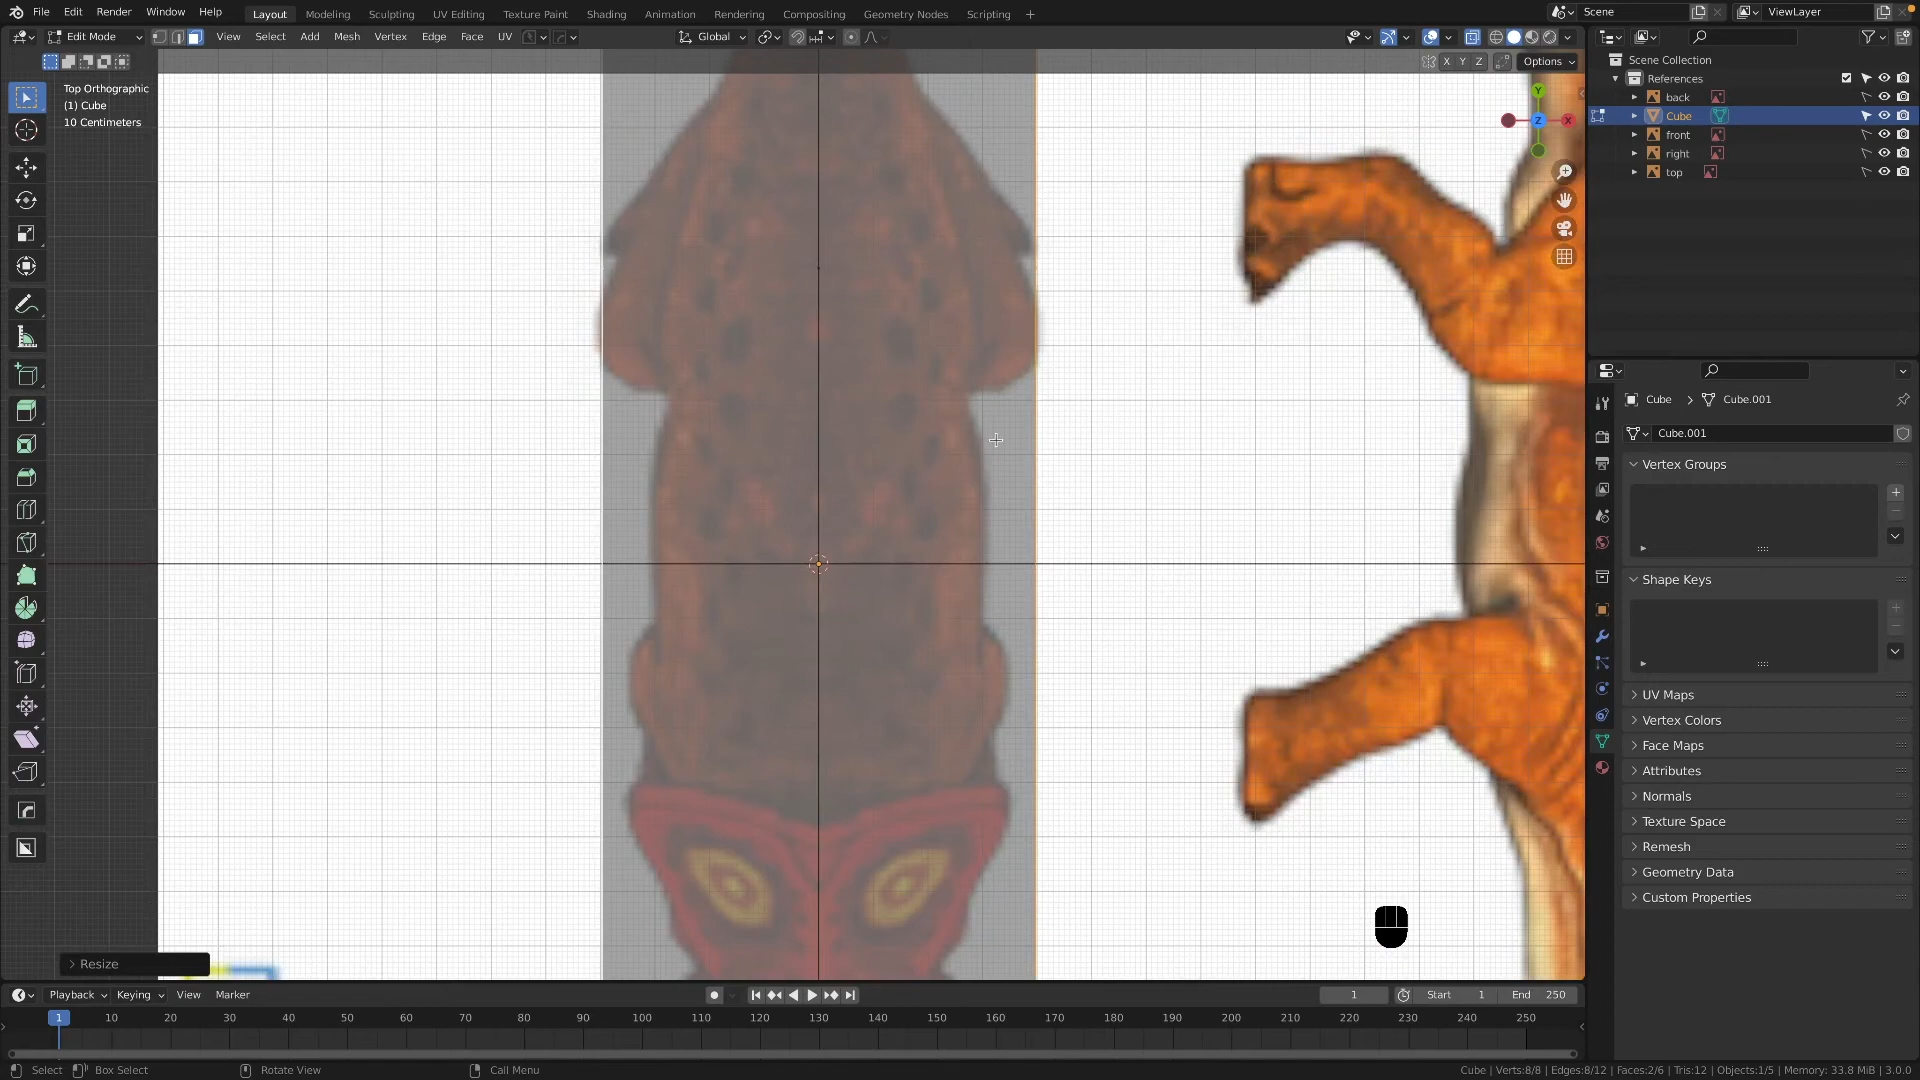 File Edit Render Window Help Layout Modeling Sculpting UV Editing Texture Paint Shading Animation Rendering Compositing Geometry Nodes Scripting + Scene ViewLayer
Edit Mode View Select Add Mesh Vertex Edge Face UV Global
X Y Z Options
Top Orthographic
(1) Cube
10 Centimeters
Y
Z
X
Scene Collection
References
back
Cube
front
right
top
Cube > Cube.001
Cube.001
Vertex Groups
Shape Keys
UV Maps
Vertex Colors
Face Maps
Attributes
Normals
Texture Space
Remesh
Geometry Data
Custom Properties
> Resize
Playback Keying View Marker 1 Start 1 End 250
1 10 20 30 40 50 60 70 80 90 100 110 120 130 140 150 160 170 180 190 200 210 220 230 240 250
Select Box Select Rotate View Call Menu Cube | Verts:8/8 | Edges:8/12 | Faces:2/6 | Tris:12 | Objects:1/5 | Memory: 33.8 MiB | 3.0.0